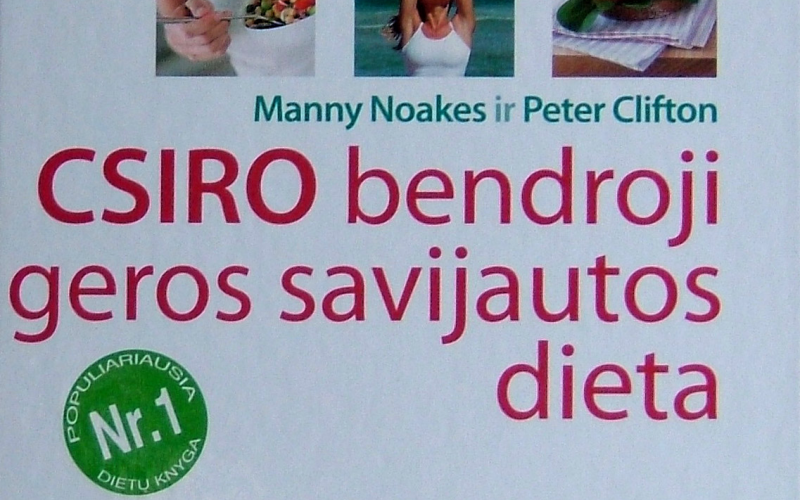 Manny Noakes ir Peter Clifton
CSIRO bendroji
geros savijautos
dieta
POPULIARIAUSIA
Nr.1
DIETŲ KNYGA